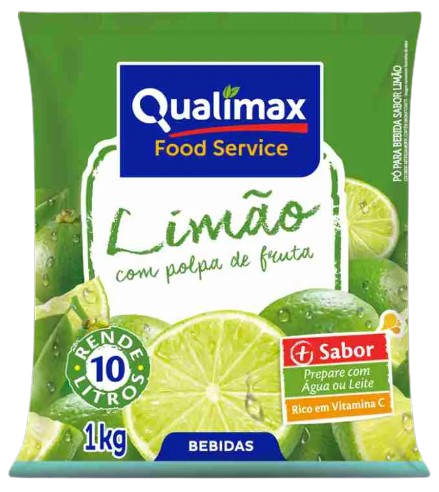 Qualimax
Food Service
Limão
com polpa de fruta
PÓ PARA BEBIDA SABOR LIMÃO
RENDE
10
LITROS
1kg
+ Sabor
Prepare com
Água ou Leite
Rico em Vitamina C
BEBIDAS